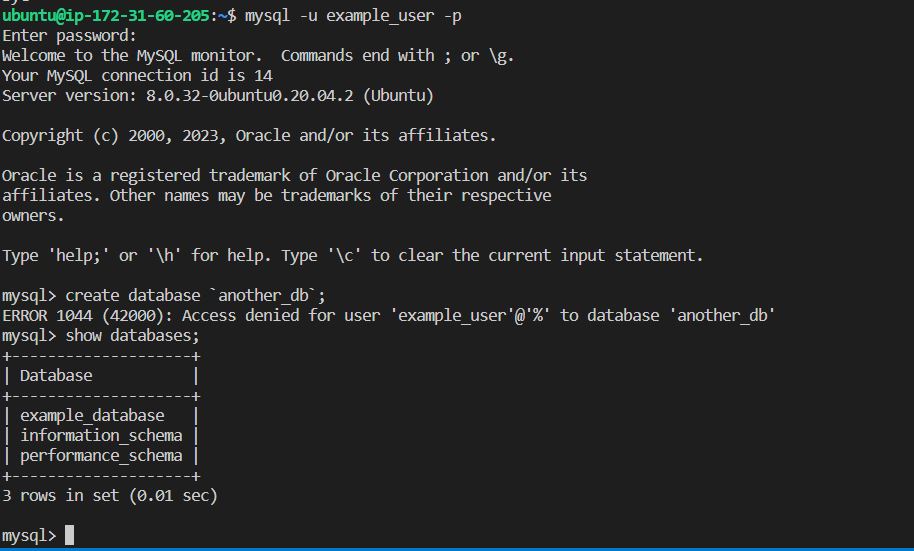 ubuntu@ip-172-31-60-205:~$ mysql -u example_user -p
Enter password:
Welcome to the MySQL monitor.  Commands end with ; or \g.
Your MySQL connection id is 14
Server version: 8.0.32-0ubuntu0.20.04.2 (Ubuntu)

Copyright (c) 2000, 2023, Oracle and/or its affiliates.

Oracle is a registered trademark of Oracle Corporation and/or its
affiliates. Other names may be trademarks of their respective
owners.

Type 'help;' or '\h' for help. Type '\c' to clear the current input statement.

mysql> create database `another_db`;
ERROR 1044 (42000): Access denied for user 'example_user'@'%' to database 'another_db'
mysql> show databases;
+--------------------+
| Database           |
+--------------------+
| example_database   |
| information_schema |
| performance_schema |
+--------------------+
3 rows in set (0.01 sec)

mysql>